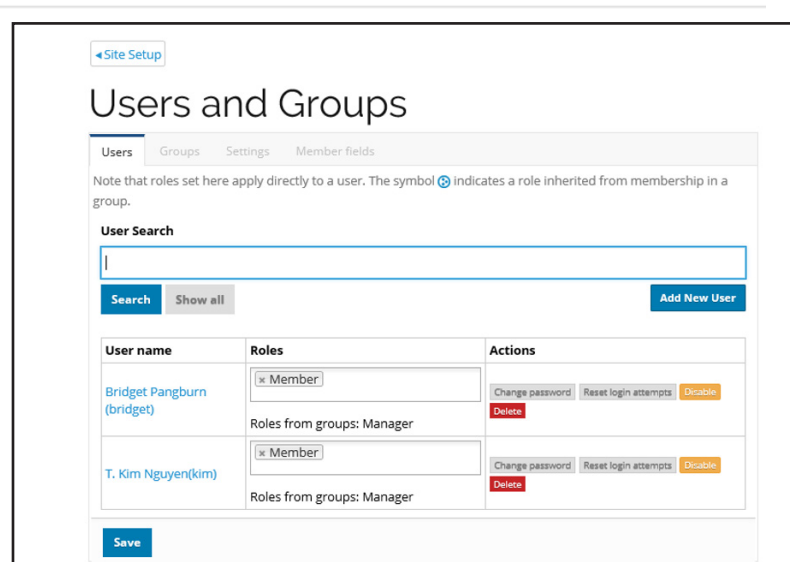 ◂Site Setup
Users and Groups
Users Groups Settings Member fields
Note that roles set here apply directly to a user. The symbol indicates a role inherited from membership in a
group.
User Search
Search Show all Add New User
User name Roles Actions
Bridget Pangburn (bridget) × Member Change password Reset login attempts Disable
Delete
Roles from groups: Manager
T. Kim Nguyen(kim) × Member Change password Reset login attempts Disable
Delete
Roles from groups: Manager
Save